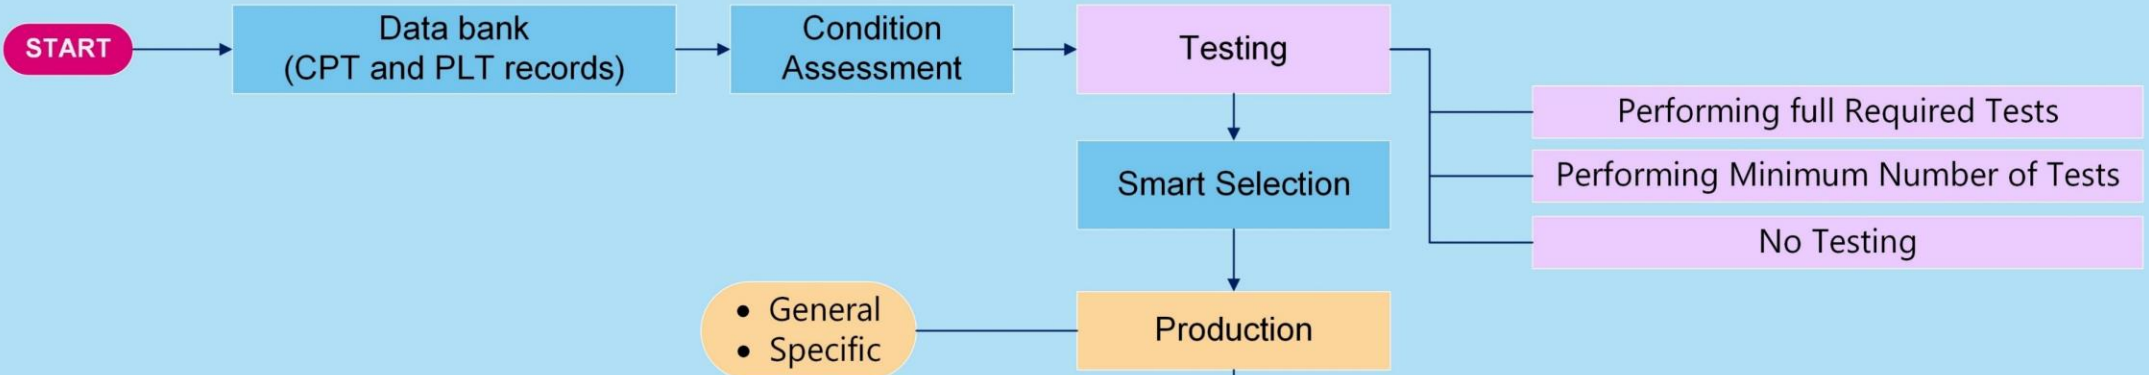 START
Data bank
(CPT and PLT records)
Condition
Assessment
Testing
Performing full Required Tests
Performing Minimum Number of Tests
No Testing
Smart Selection
• General
• Specific
Production